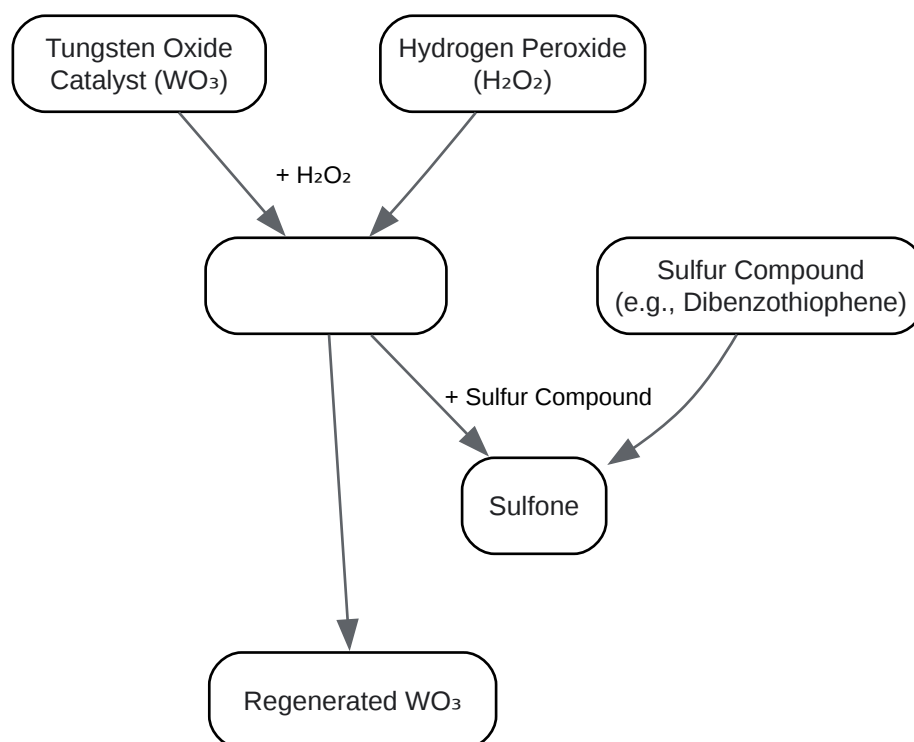 Tungsten Oxide
Catalyst (WO₃)
Hydrogen Peroxide
(H₂O₂)
+ H₂O₂
Sulfur Compound
(e.g., Dibenzothiophene)
+ Sulfur Compound
Sulfone
Regenerated WO₃